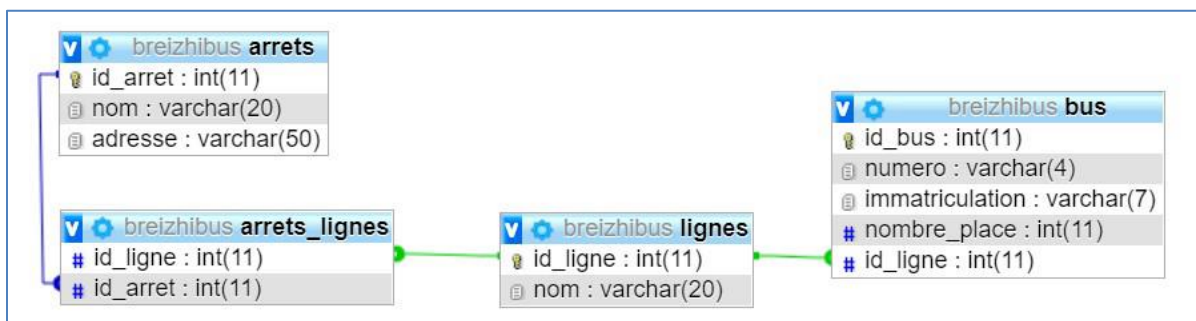 breizhibus arrets
id_arret : int(11)
nom : varchar(20)
adresse : varchar(50)
breizhibus arrets_lignes
# id_ligne : int(11)
# id_arret : int(11)
breizhibus lignes
id_ligne : int(11)
nom : varchar(20)
breizhibus bus
id_bus : int(11)
numero : varchar(4)
immatriculation : varchar(7)
# nombre_place : int(11)
# id_ligne : int(11)